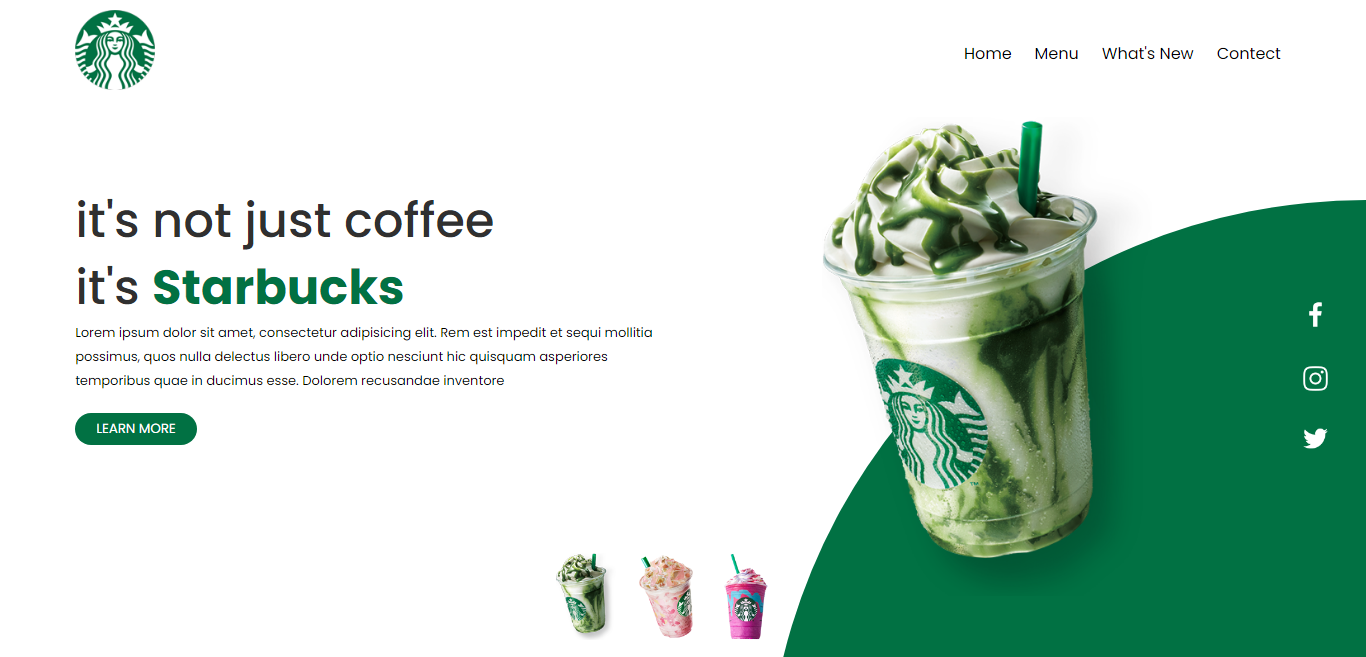 Home Menu What's New Contect
it's not just coffee
it's Starbucks
Lorem ipsum dolor sit amet, consectetur adipisicing elit. Rem est impedit et sequi mollitia
possimus, quos nulla delectus libero unde optio nesciunt hic quisquam asperiores
temporibus quae in ducimus esse. Dolorem recusandae inventore
LEARN MORE